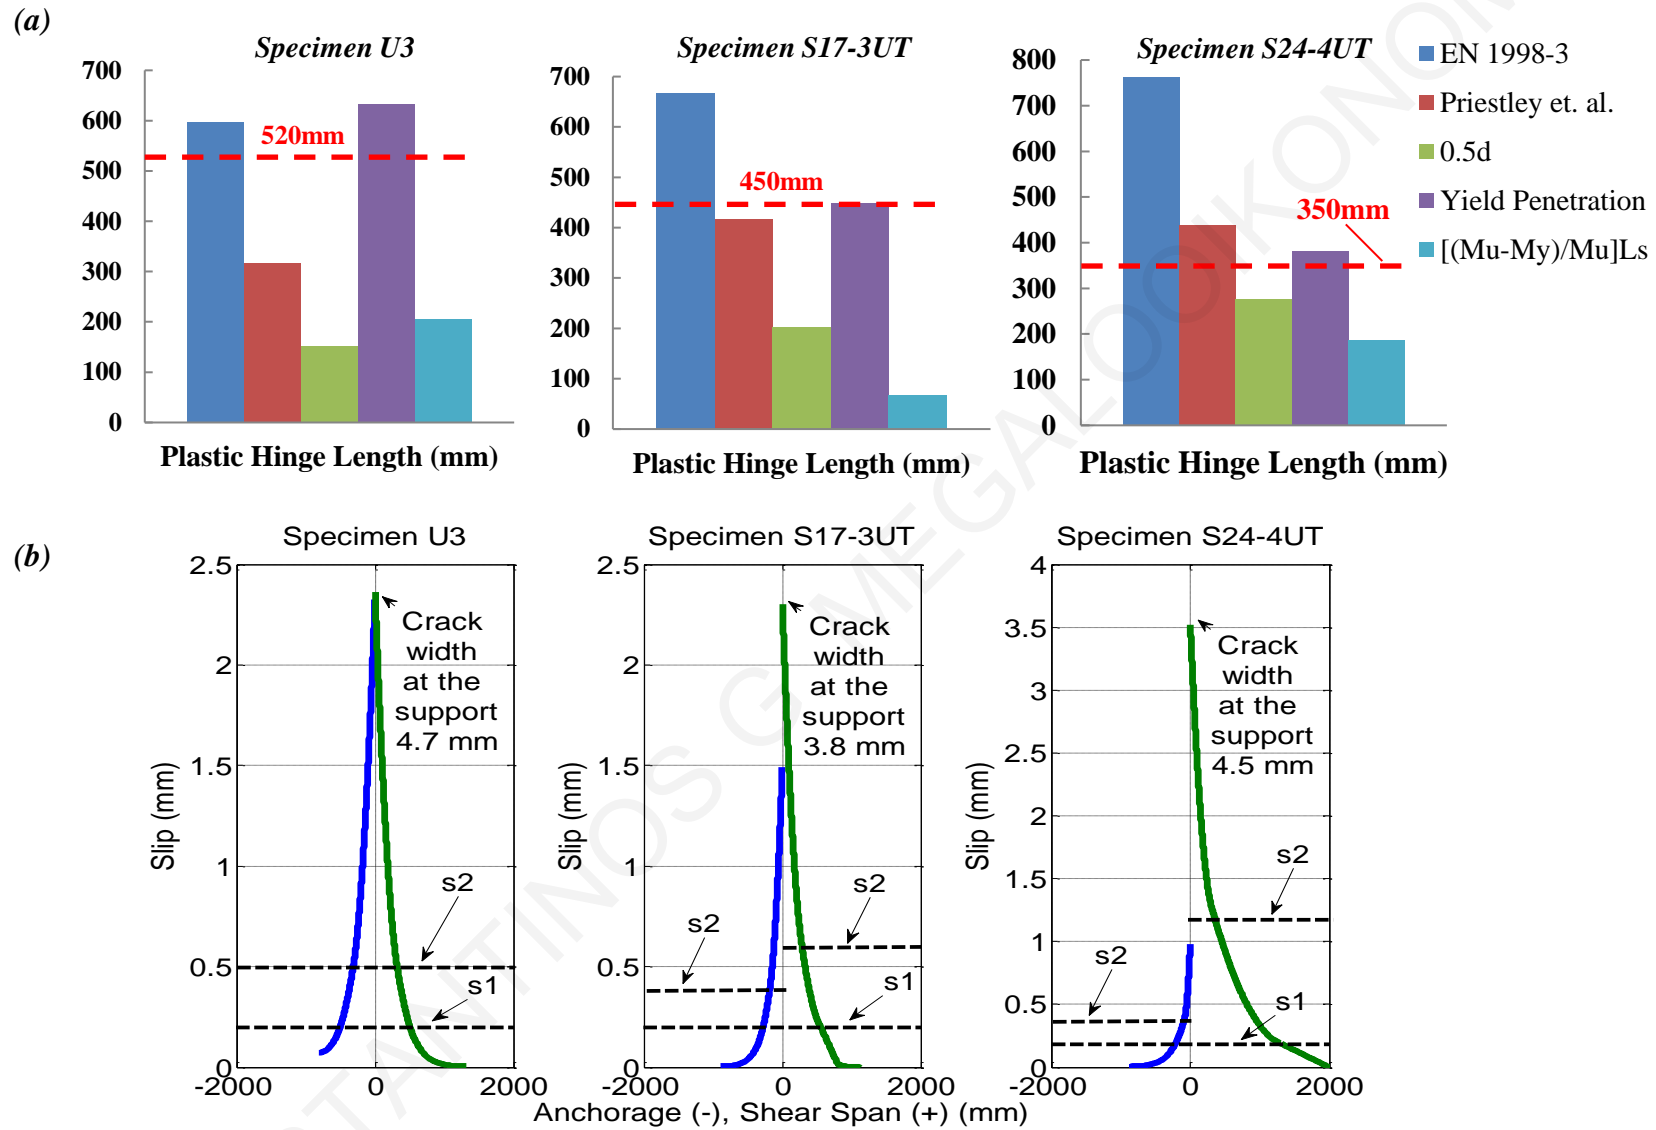 (a)
Specimen U3
700
600
500
400
300
200
100
0
520mm
Plastic Hinge Length (mm)
Specimen S17-3UT
700
600
500
400
300
200
100
0
450mm
Plastic Hinge Length (mm)
Specimen S24-4UT
800
700
600
500
400
300
200
100
0
350mm
Plastic Hinge Length (mm)
EN 1998-3
Priestley et. al.
0.5d
Yield Penetration
[(Mu-My)/Mu]Ls
(b)
Specimen U3
2.5
2
1.5
1
0.5
0
Slip (mm)
Crack
width
at the
support
4.7 mm
s2
s1
-2000
0
2000
Specimen S17-3UT
2.5
2
1.5
1
0.5
0
Slip (mm)
Crack
width
at the
support
3.8 mm
s2
s2
s1
-2000
0
2000
Specimen S24-4UT
4
3.5
3
2.5
2
1.5
1
0.5
0
Slip (mm)
Crack
width
at the
support
4.5 mm
s2
s2
s1
-2000
0
2000
Anchorage (-), Shear Span (+) (mm)
STANTINOS G MEGALOOIKONOM